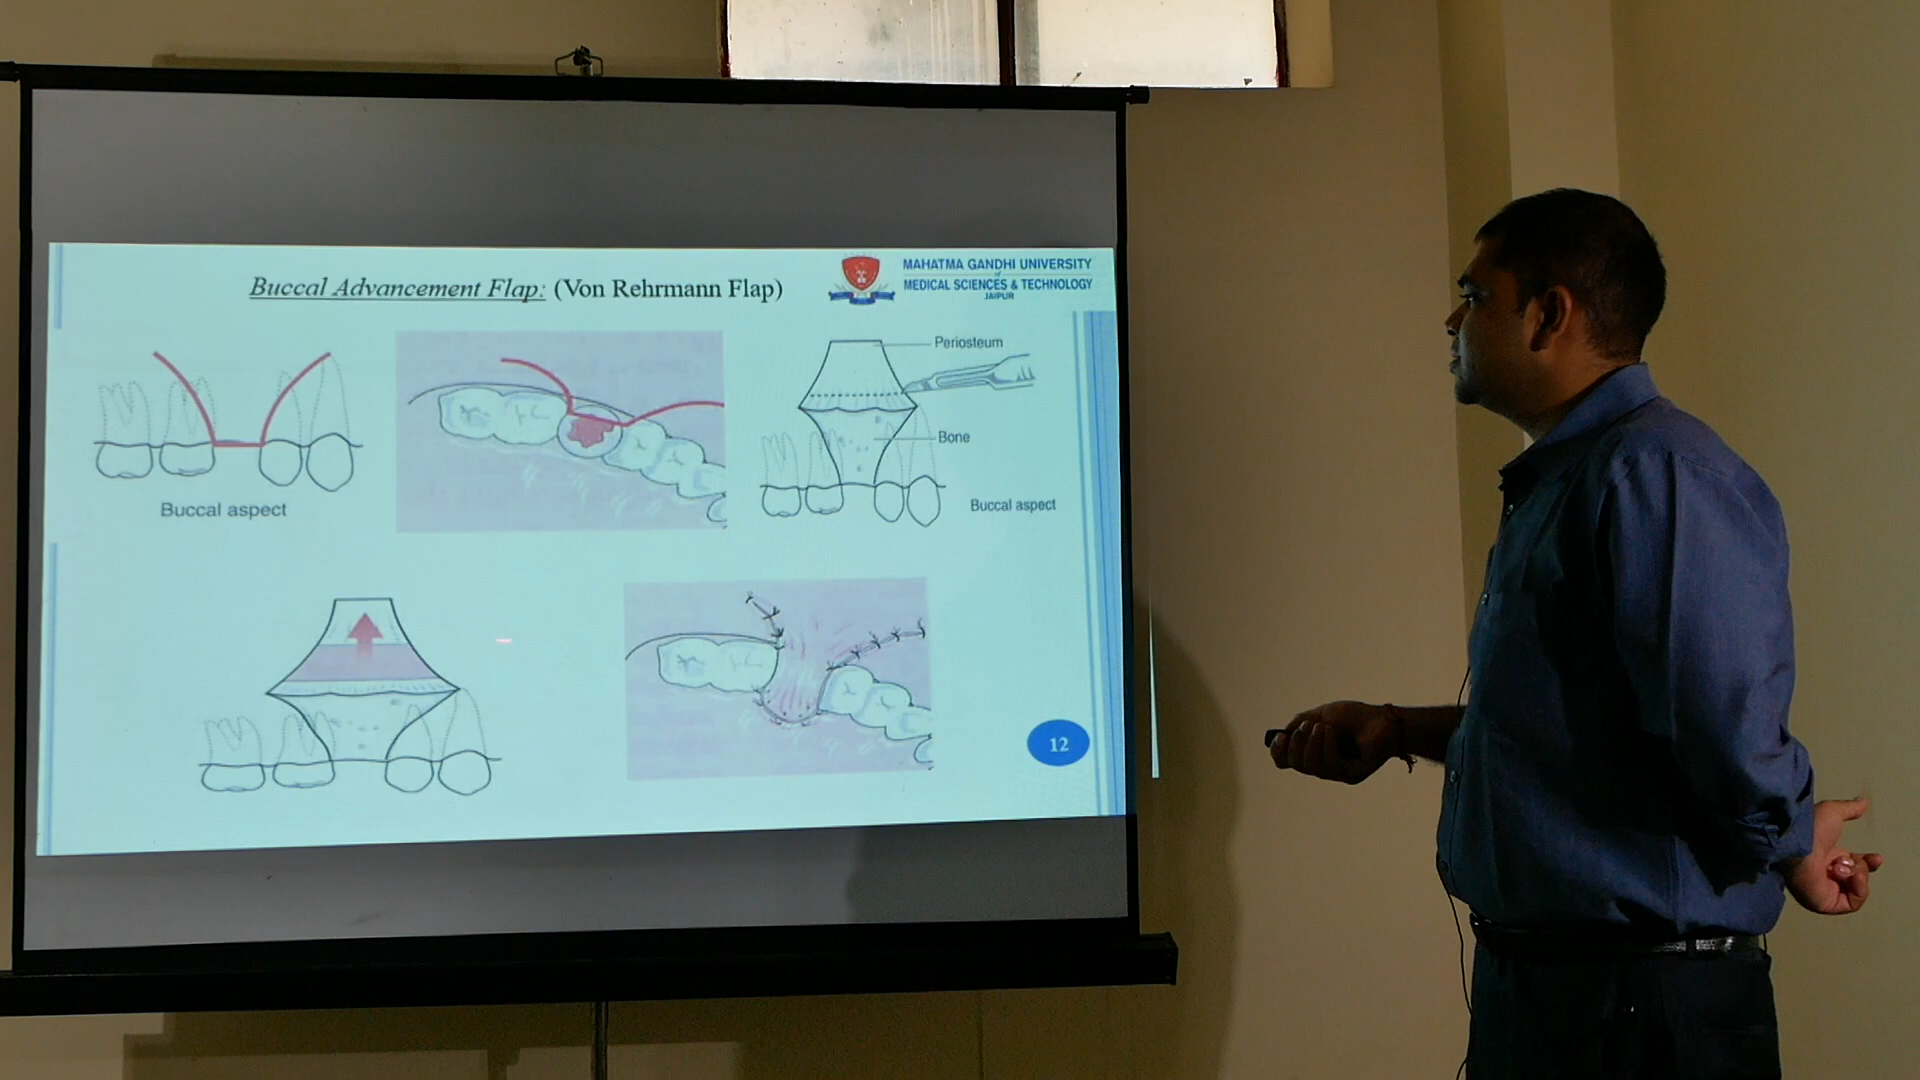 Buccal Advancement Flap: (Von Rehrmann Flap)
MAHATMA GANDHI UNIVERSITY
of
MEDICAL SCIENCES & TECHNOLOGY
JAIPUR
Buccal aspect
Periosteum
Bone
Buccal aspect
12